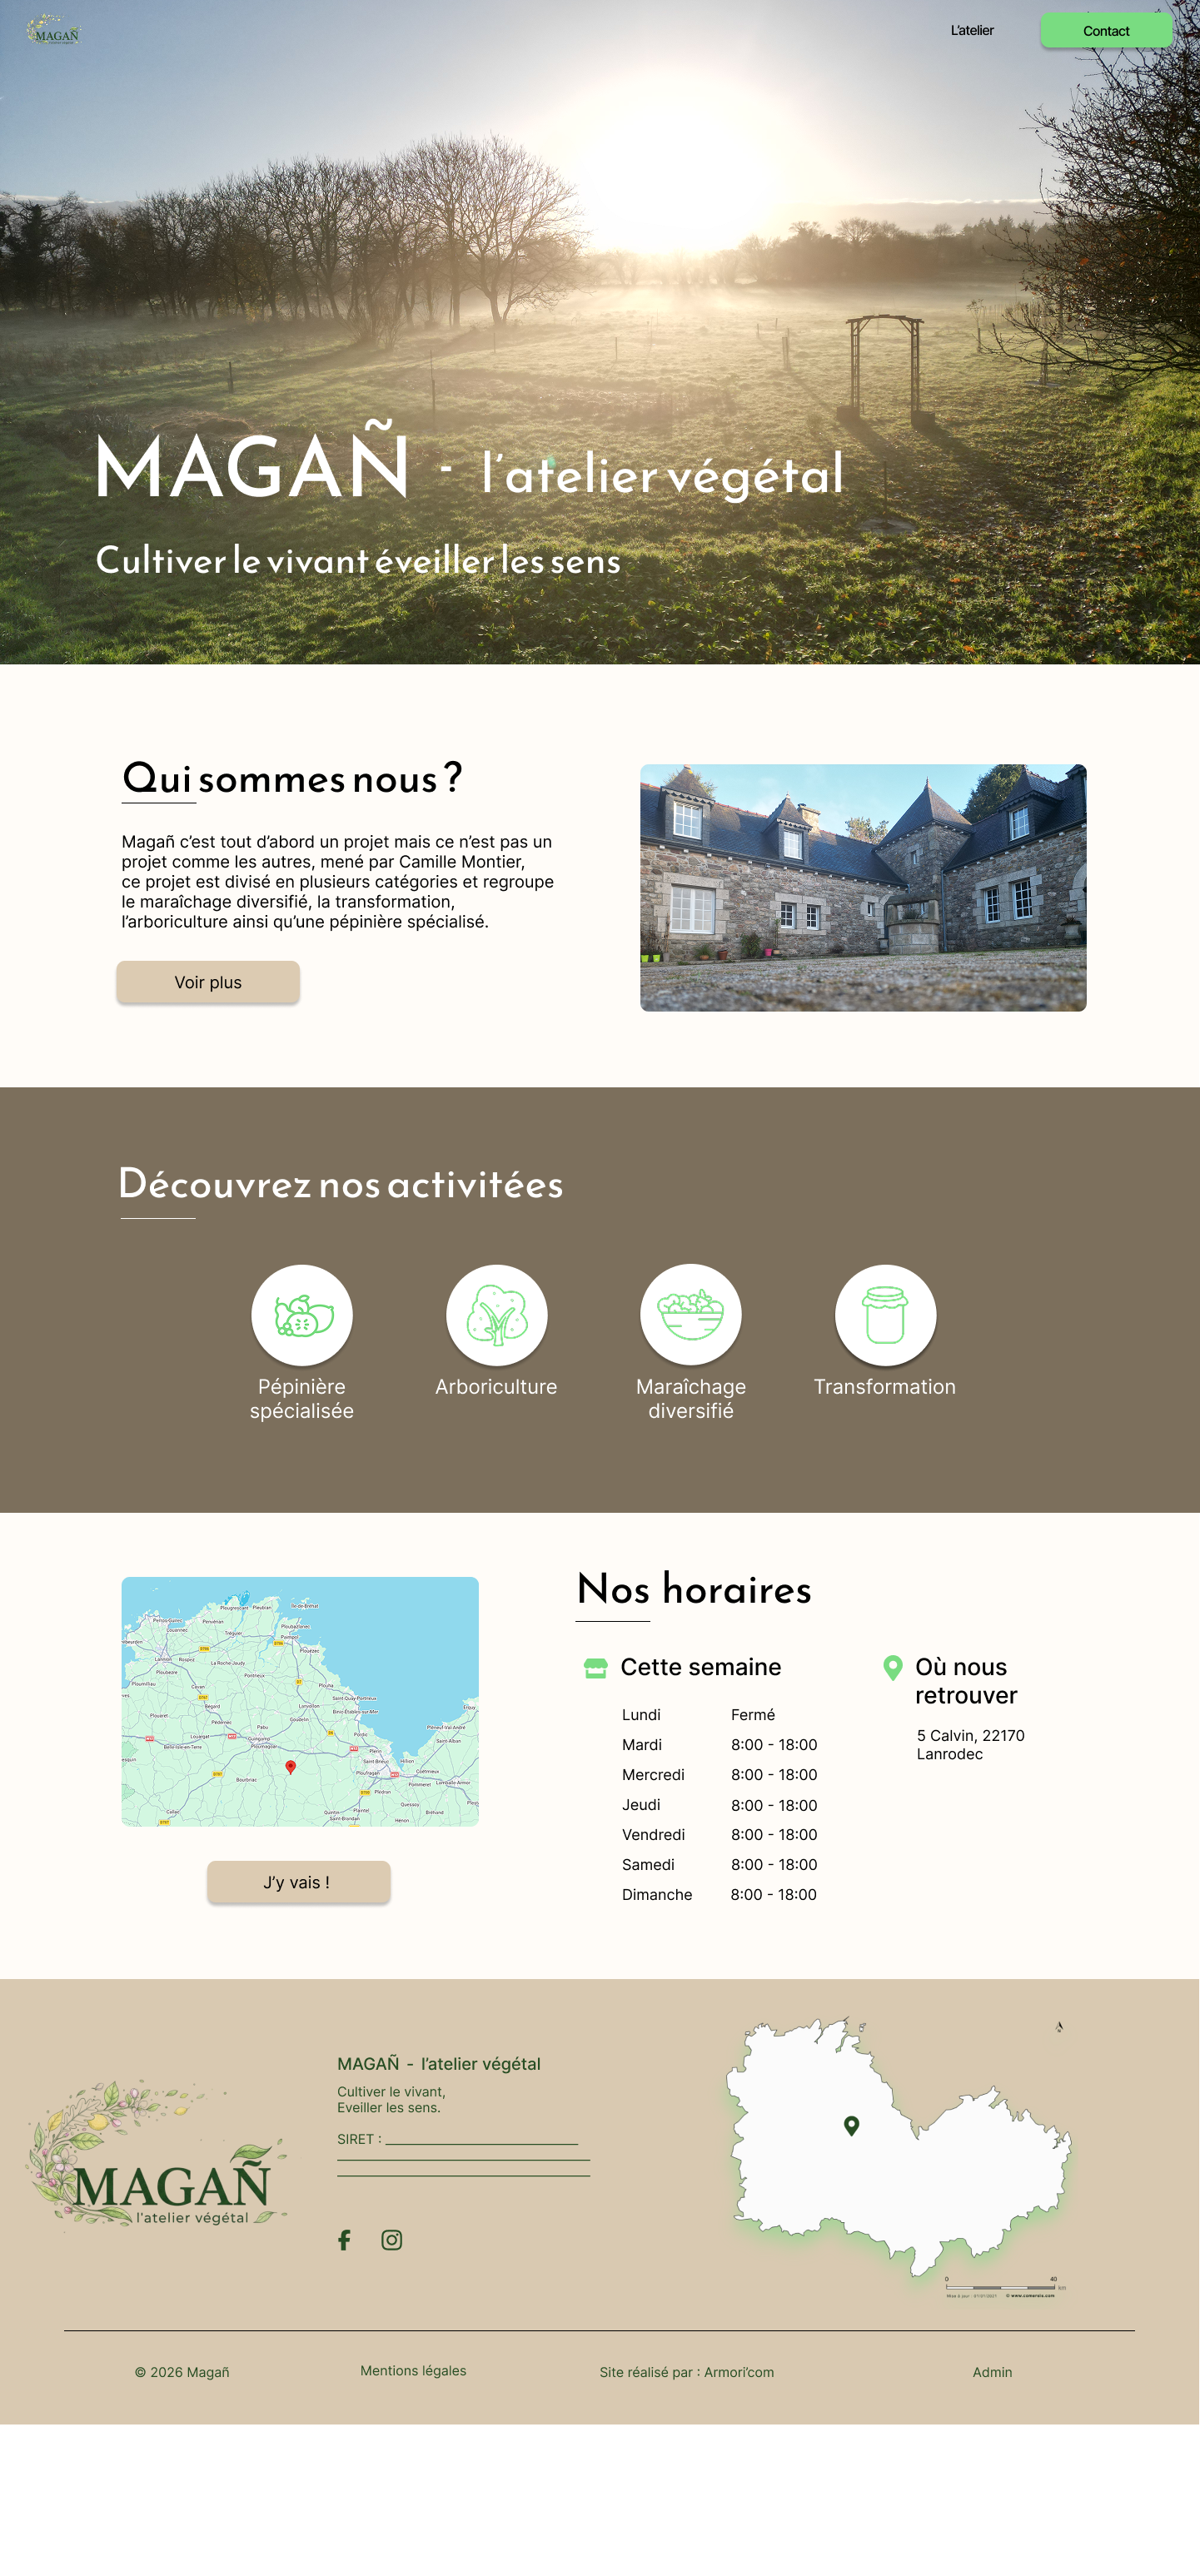 MAGAÑ
L'atelier
Contact
MAGAÑ - l'atelier végétal
Cultiver le vivant éveiller les sens
Qui sommes nous ?
Magañ c'est tout d'abord un projet mais ce n'est pas un
projet comme les autres, mené par Camille Montier,
ce projet est divisé en plusieurs catégories et regroupe
le maraîchage diversifié, la transformation,
l'arboriculture ainsi qu'une pépinière spécialisé.
Voir plus
Découvrez nos activitées
Pépinière
spécialisée
Arboriculture
Maraîchage
diversifié
Transformation
Nos horaires
Cette semaine
Lundi Fermé
Mardi 8:00 - 18:00
Mercredi 8:00 - 18:00
Jeudi 8:00 - 18:00
Vendredi 8:00 - 18:00
Samedi 8:00 - 18:00
Dimanche 8:00 - 18:00
Où nous
retrouver
5 Calvin, 22170
Lanrodec
J'y vais !
MAGAÑ
l'atelier végétal
MAGAÑ - l'atelier végétal
Cultiver le vivant,
Eveiller les sens.
SIRET :
0 40
km
© www.comersis.com
© 2026 Magañ
Mentions légales
Site réalisé par : Armori'com
Admin